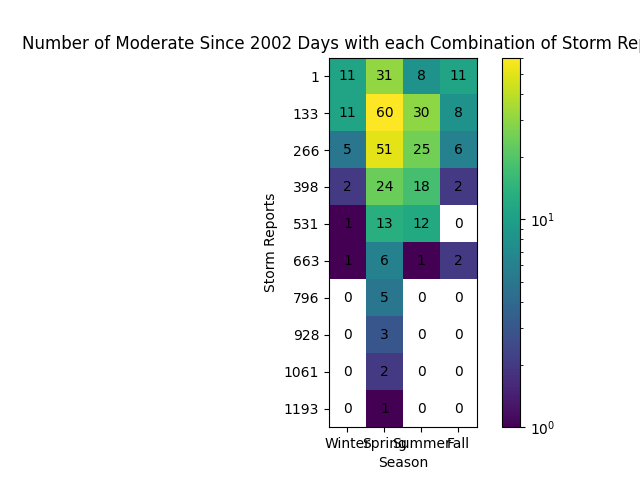 Number of Moderate Since 2002 Days with each Combination of Storm Rep
Storm Reports
1 11 31 8 11
133 11 60 30 8
266 5 51 25 6
398 2 24 18 2
531 1 13 12 0
663 1 6 1 2
796 0 5 0 0
928 0 3 0 0
1061 0 2 0 0
1193 0 1 0 0
Winter Spring Summer Fall
Season
10¹
10⁰